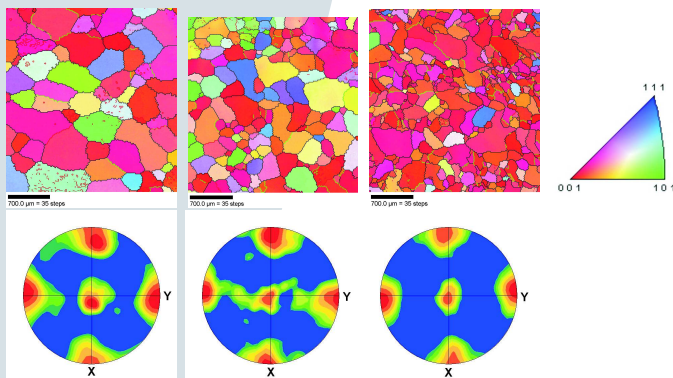 1 1 1
0 0 1
1 0 1
700.0 µm = 35 steps
700.0 µm = 35 steps
700.0 µm = 35 steps
Y
Y
Y
X
X
X